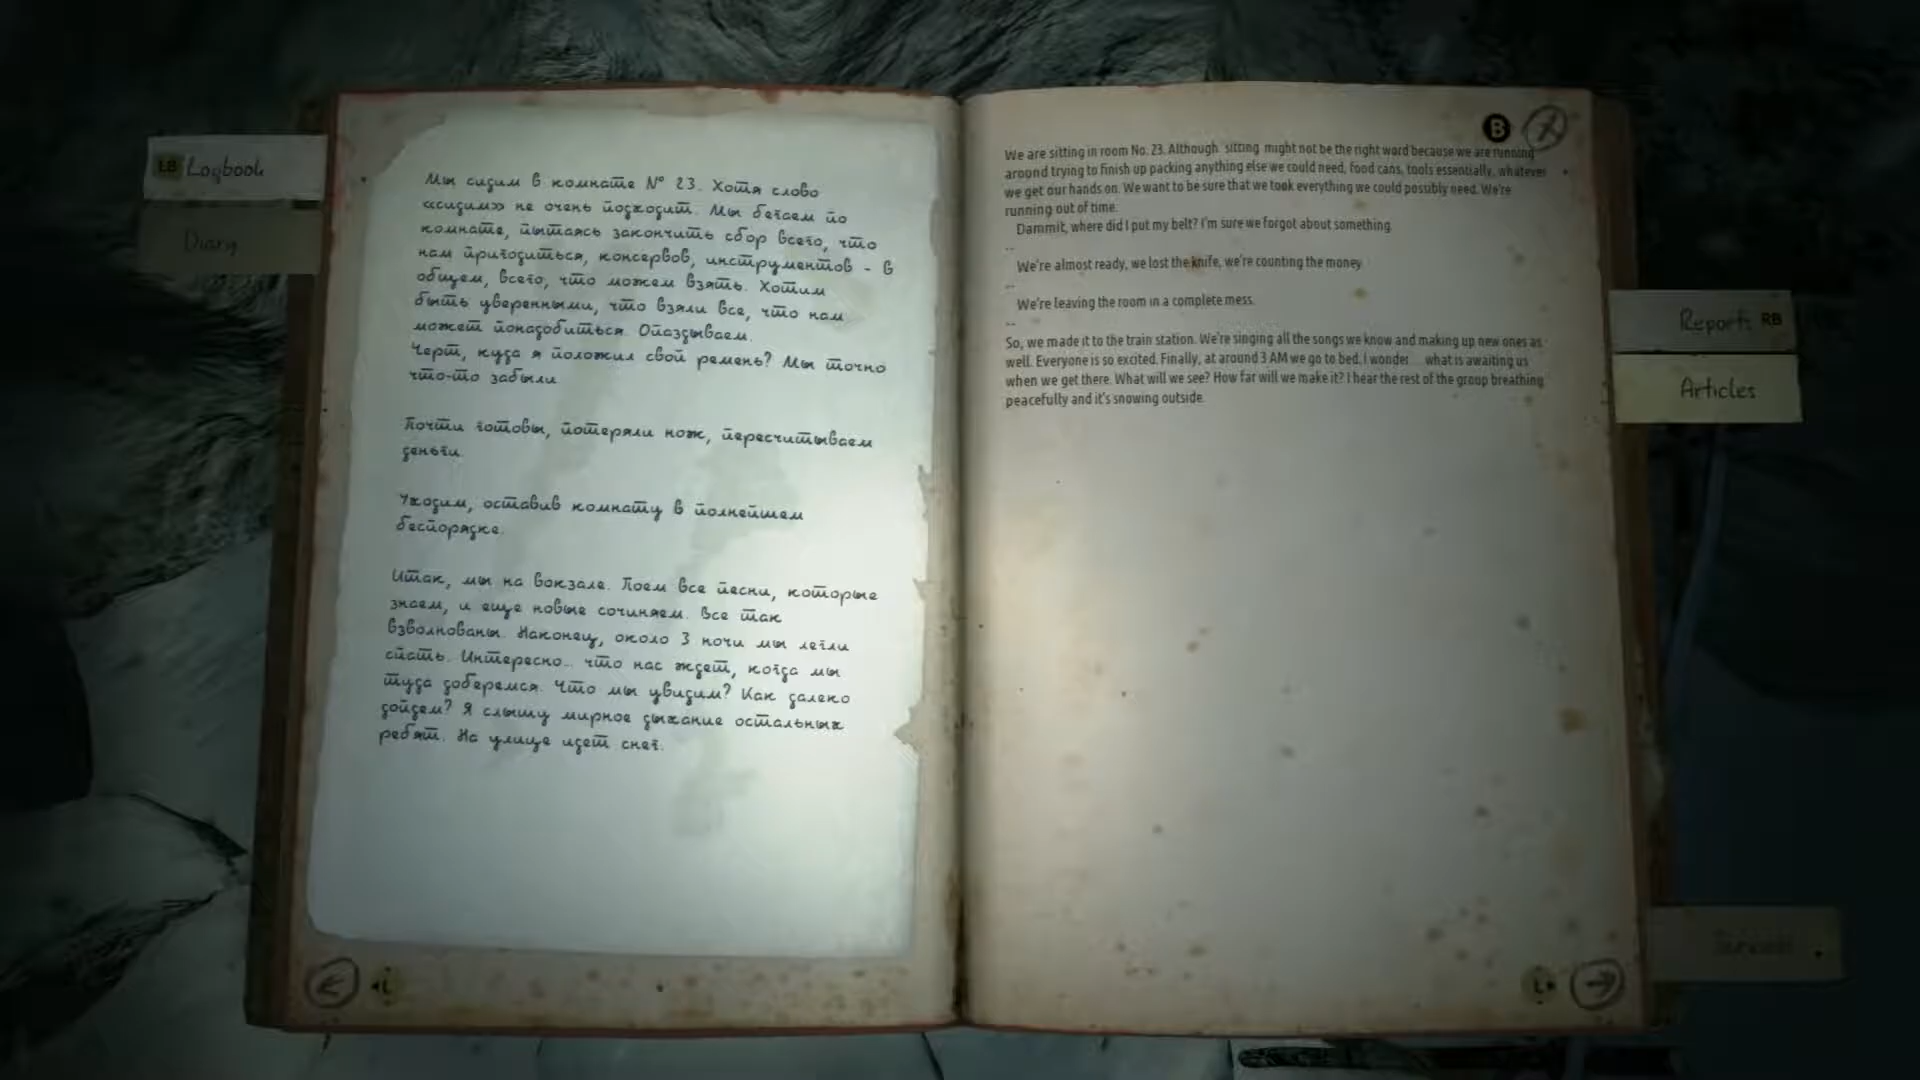 LB Logbook
Diary
Мы сидим в комнате № 23. Хотя слово
«сидим» не очень подходит. Мы бегаем по
комнате, пытаясь закончить сбор всего, что
нам пригодиться, консервов, инструментов - в
общем, всего, что можем взять. Хотим
быть уверенными, что взяли все, что нам
может понадобиться. Опаздываем.
Черт, куда я положил свой ремень? Мы точно
что-то забыли.
Почти готовы, потеряли нож, пересчитываем
деньги.
Уходим, оставив комнату в полнейшем
беспорядке.
Итак, мы на вокзале. Поем все песни, которые
знаем, и еще новые сочиняем. Все так
взволнованы. Наконец, около 3 ночи мы легли
спать. Интересно... что нас ждет, когда мы
туда доберемся. Что мы увидим? Как далеко
дойдем? Я слышу мирное дыхание остальных
ребят. На улице идет снег.
L
B
We are sitting in room No. 23. Although sitting might not be the right word because we are running
around trying to finish up packing anything else we could need, food cans, tools essentially, whatever
we get our hands on. We want to be sure that we took everything we could possibly need. We're
running out of time.
Dammit, where did I put my belt? I'm sure we forgot about something.
--
We're almost ready, we lost the knife, we're counting the money.
--
We're leaving the room in a complete mess.
--
So, we made it to the train station. We're singing all the songs we know and making up new ones as
well. Everyone is so excited. Finally, at around 3 AM we go to bed. I wonder... what is awaiting us
when we get there. What will we see? How far will we make it? I hear the rest of the group breathing
peacefully and it's snowing outside.
Reports RB
Articles
L